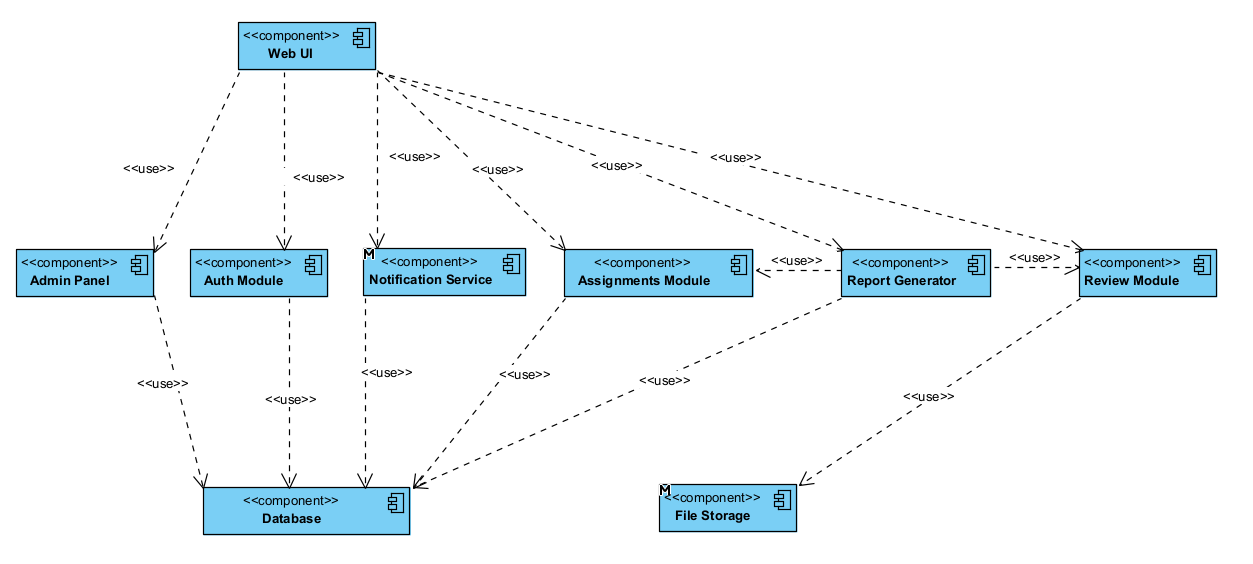 <<component>>
Web UI
<<use>>
<<use>>
<<use>>
<<use>>
<<use>>
<<use>>
<<component>>
Admin Panel
<<component>>
Auth Module
M
<<component>>
Notification Service
<<component>>
Assignments Module
<<use>>
<<component>>
Report Generator
<<use>>
<<component>>
Review Module
<<use>>
<<use>>
<<use>>
<<use>>
<<use>>
<<use>>
<<component>>
Database
M
<<component>>
File Storage